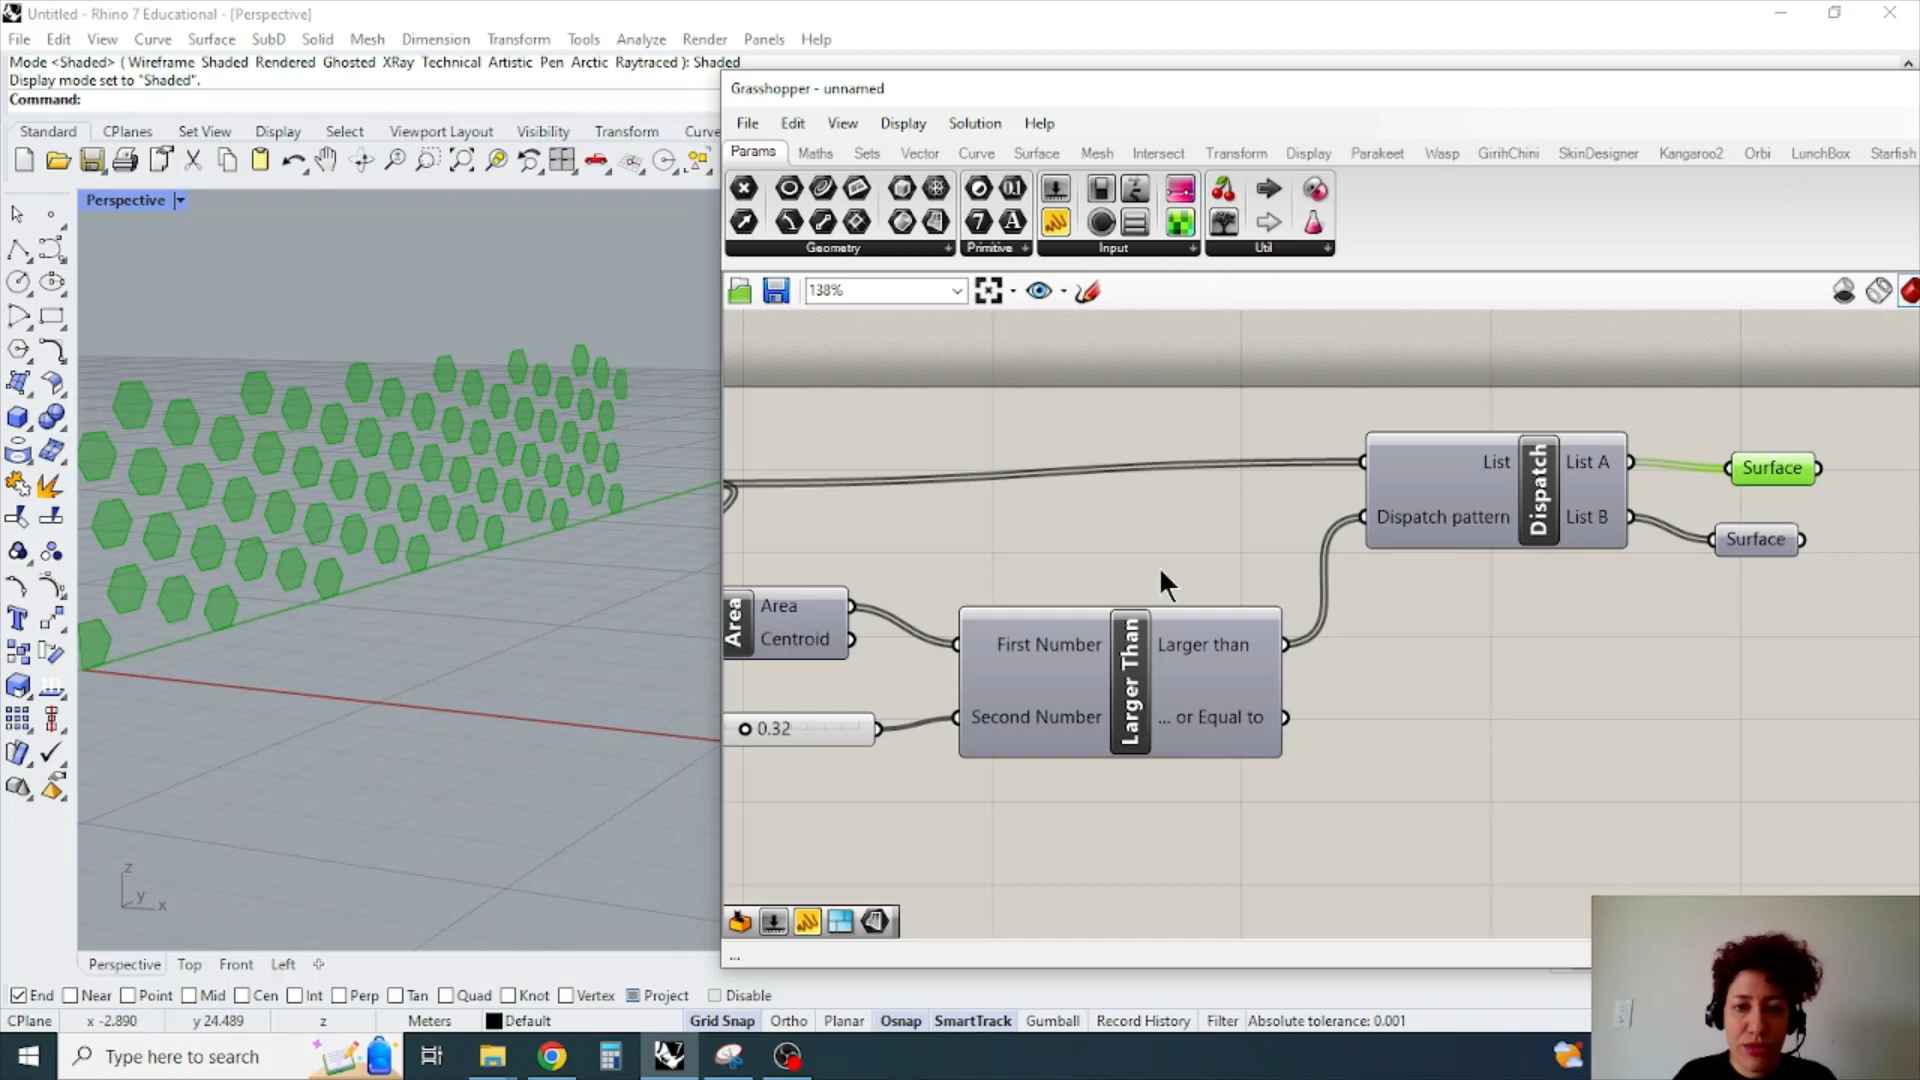 Untitled - Rhino 7 Educational - [Perspective]
File Edit View Curve Surface SubD Solid Mesh Dimension Transform Tools Analyze Render Panels Help
Mode <Shaded> ( Wireframe Shaded Rendered Ghosted XRay Technical Artistic Pen Arctic Raytraced ): Shaded
Display mode set to "Shaded".
Command:
Standard CPlanes Set View Display Select Viewport Layout Visibility Transform Curve
Perspective
Grasshopper - unnamed
File Edit View Display Solution Help
Params Maths Sets Vector Curve Surface Mesh Intersect Transform Display Parakeet Wasp GirihChini SkinDesigner Kangaroo2 Orbi LunchBox Starfish
Geometry Primitive Input Util
138%
List Dispatch List A
Dispatch pattern List B
Surface
Surface
Area Area
Centroid
First Number Larger Than Larger than
Second Number ... or Equal to
0.32
z
y x
...
Perspective Top Front Left
End Near Point Mid Cen Int Perp Tan Quad Knot Vertex Project Disable
CPlane x -2.890 y 24.489 z Meters Default Grid Snap Ortho Planar Osnap SmartTrack Gumball Record History Filter Absolute tolerance: 0.001
Type here to search